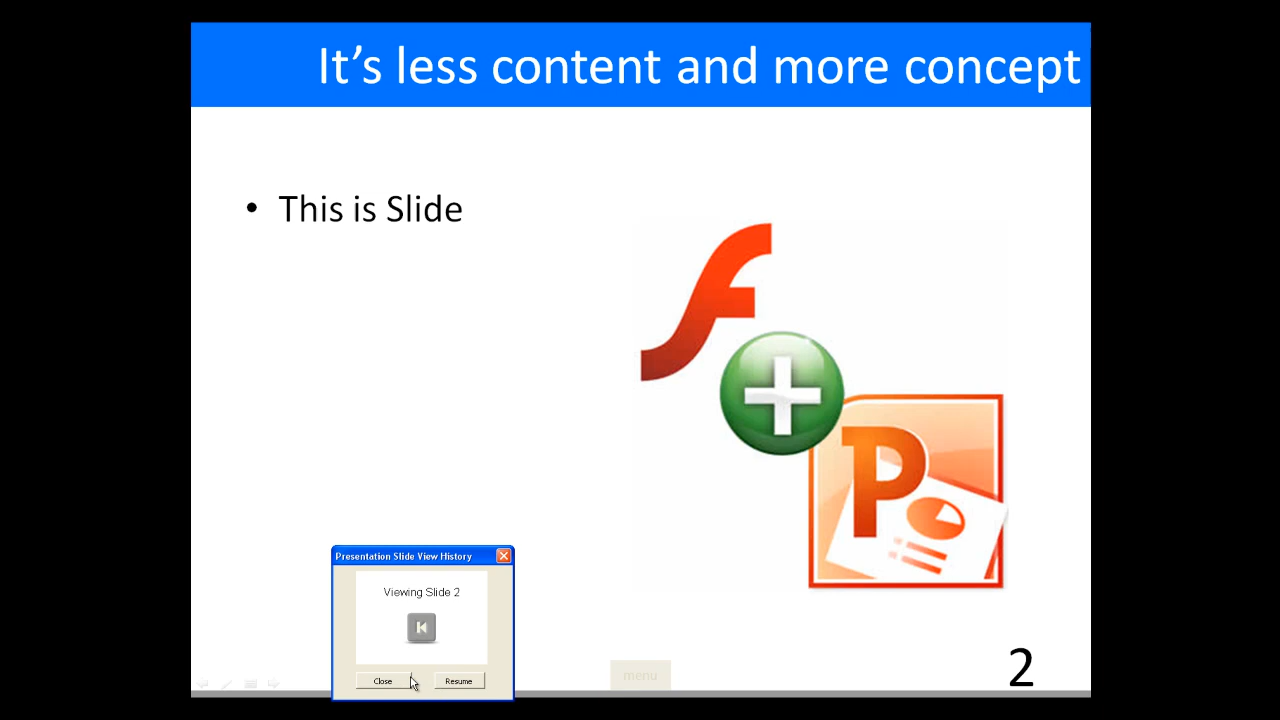 It's less content and more concept
• This is Slide
P
Presentation Slide View History
Viewing Slide 2
Close
Resume
menu
2